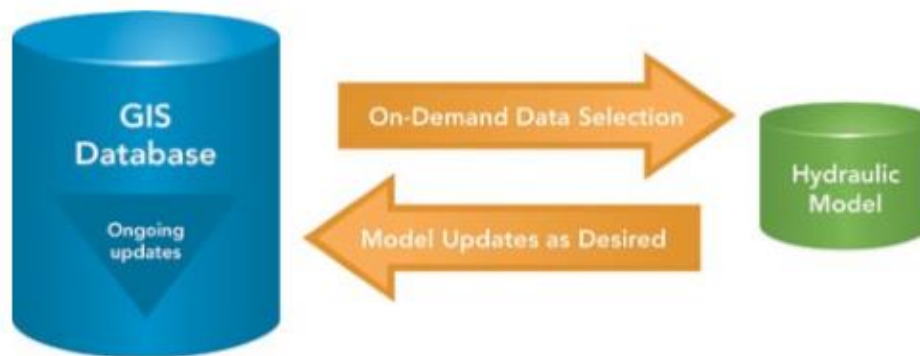 GIS
Database
Ongoing
updates
On-Demand Data Selection
Model Updates as Desired
Hydraulic
Model